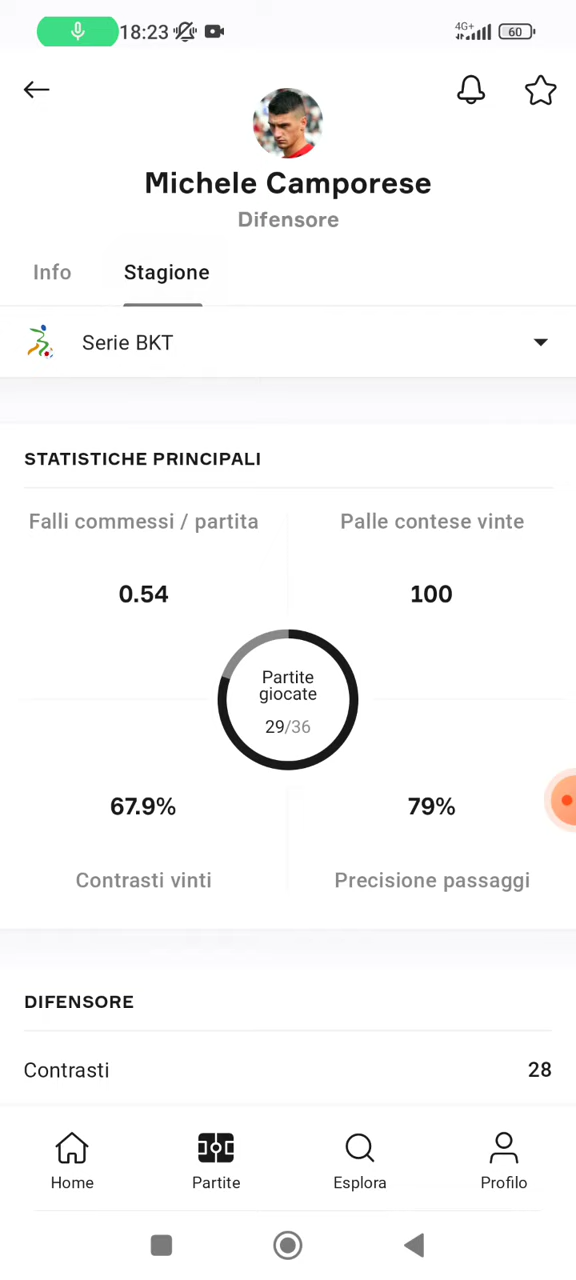 18:23
4G+
60
Michele Camporese
Difensore
Info
Stagione
Serie BKT
STATISTICHE PRINCIPALI
Falli commessi / partita
Palle contese vinte
0.54
100
Partite
giocate
29/36
67.9%
79%
Contrasti vinti
Precisione passaggi
DIFENSORE
Contrasti
28
Home
Partite
Esplora
Profilo